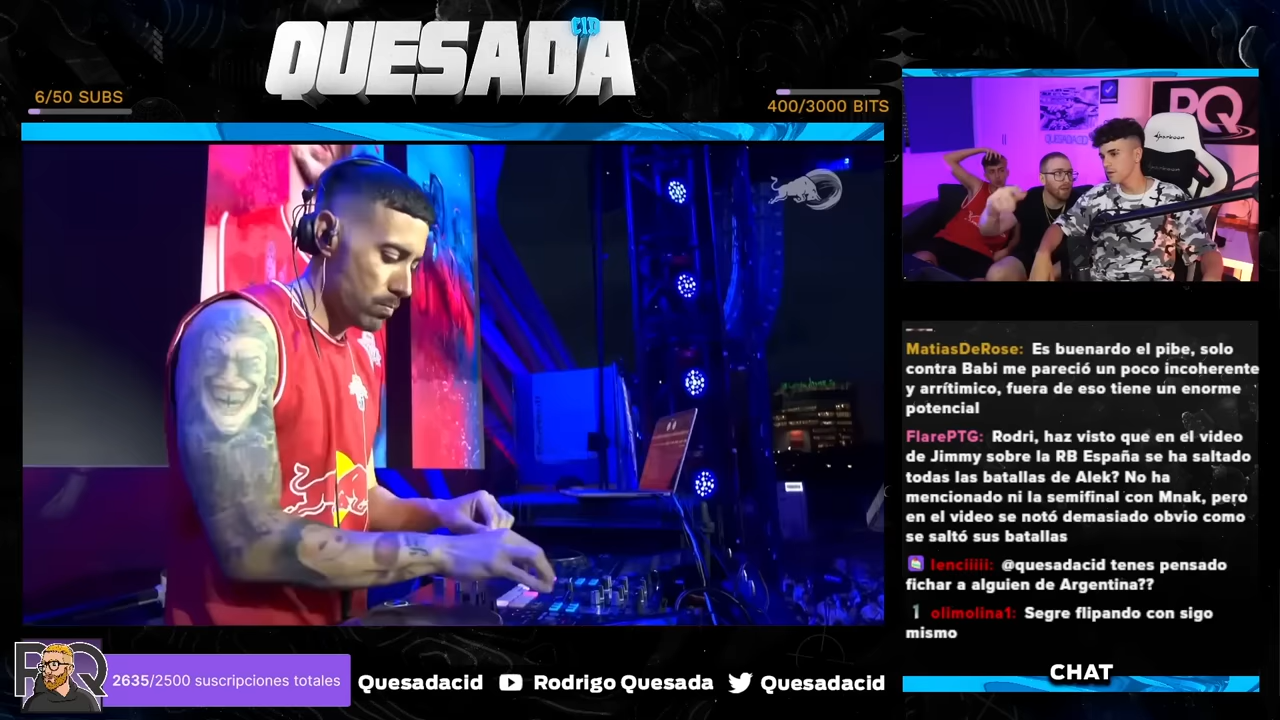 QUESADA
CID
6/50 SUBS
400/3000 BITS
RQ
QUESADACID
MatiasDeRose: Es buenardo el pibe, solo
contra Babi me pareció un poco incoherente
y arrítimico, fuera de eso tiene un enorme
potencial
FlarePTG: Rodri, haz visto que en el video
de Jimmy sobre la RB España se ha saltado
todas las batallas de Alek? No ha
mencionado ni la semifinal con Mnak, pero
en el video se notó demasiado obvio como
se saltó sus batallas
lenciiiii: @quesadacid tenes pensado
fichar a alguien de Argentina??
1 olimolina1: Segre flipando con sigo
mismo
CHAT
RQ
2635/2500 suscripciones totales
Quesadacid
Rodrigo Quesada
Quesadacid